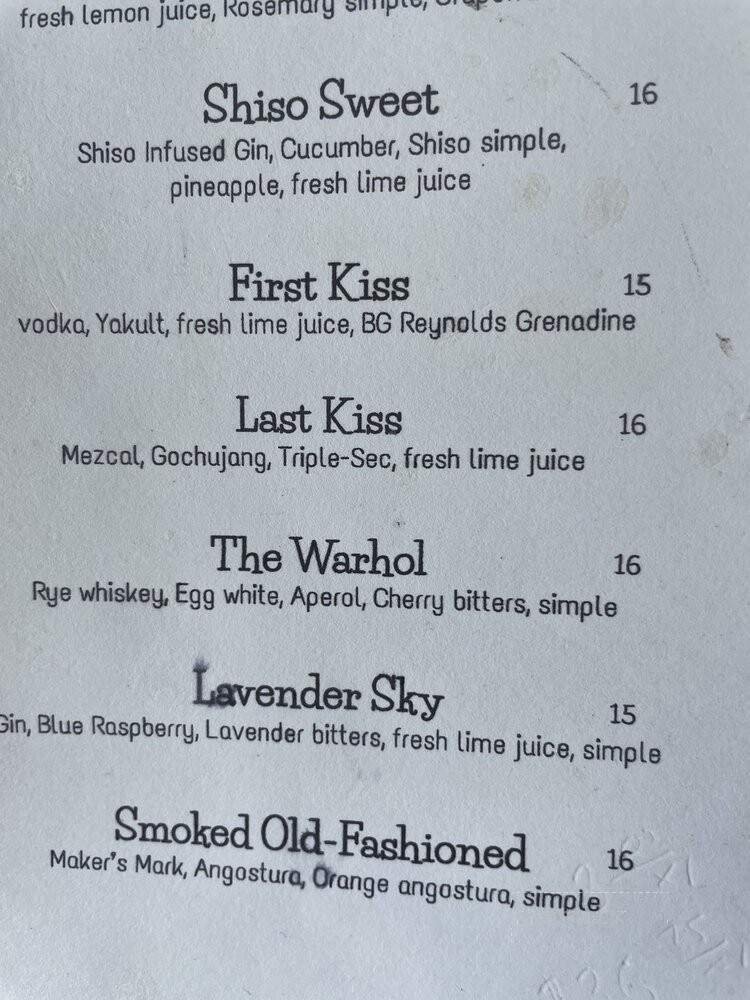 fresh lemon juice, Rosemary simple,
Shiso Sweet 16
Shiso Infused Gin, Cucumber, Shiso simple,
pineapple, fresh lime juice
First Kiss 15
vodka, Yakult, fresh lime juice, BG Reynolds Grenadine
Last Kiss 16
Mezcal, Gochujang, Triple-Sec, fresh lime juice
The Warhol 16
Rye whiskey, Egg white, Aperol, Cherry bitters, simple
Lavender Sky 15
Gin, Blue Raspberry, Lavender bitters, fresh lime juice, simple
Smoked Old-Fashioned 16
Maker's Mark, Angostura, Orange angostura, simple